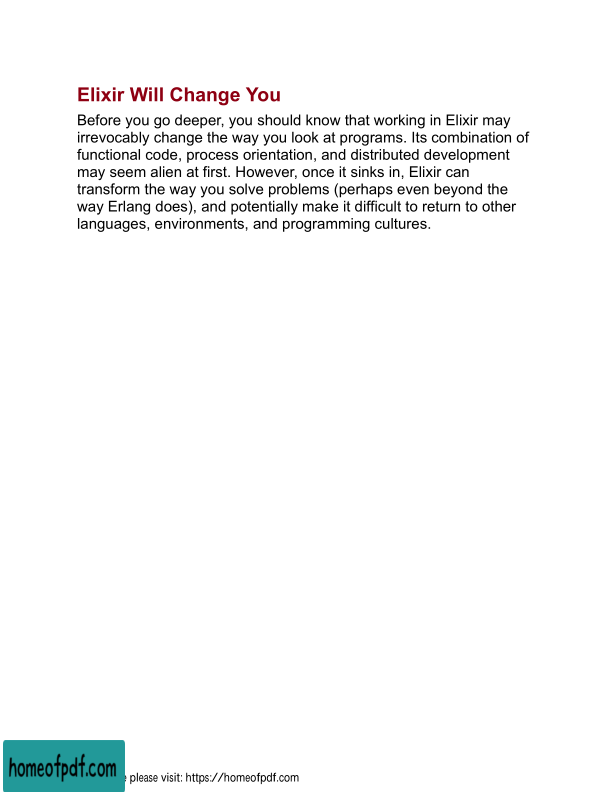 Elixir Will Change You
Before you go deeper, you should know that working in Elixir may
irrevocably change the way you look at programs. Its combination of
functional code, process orientation, and distributed development
may seem alien at first. However, once it sinks in, Elixir can
transform the way you solve problems (perhaps even beyond the
way Erlang does), and potentially make it difficult to return to other
languages, environments, and programming cultures.
homeofpdf.com
please visit: https://homeofpdf.com